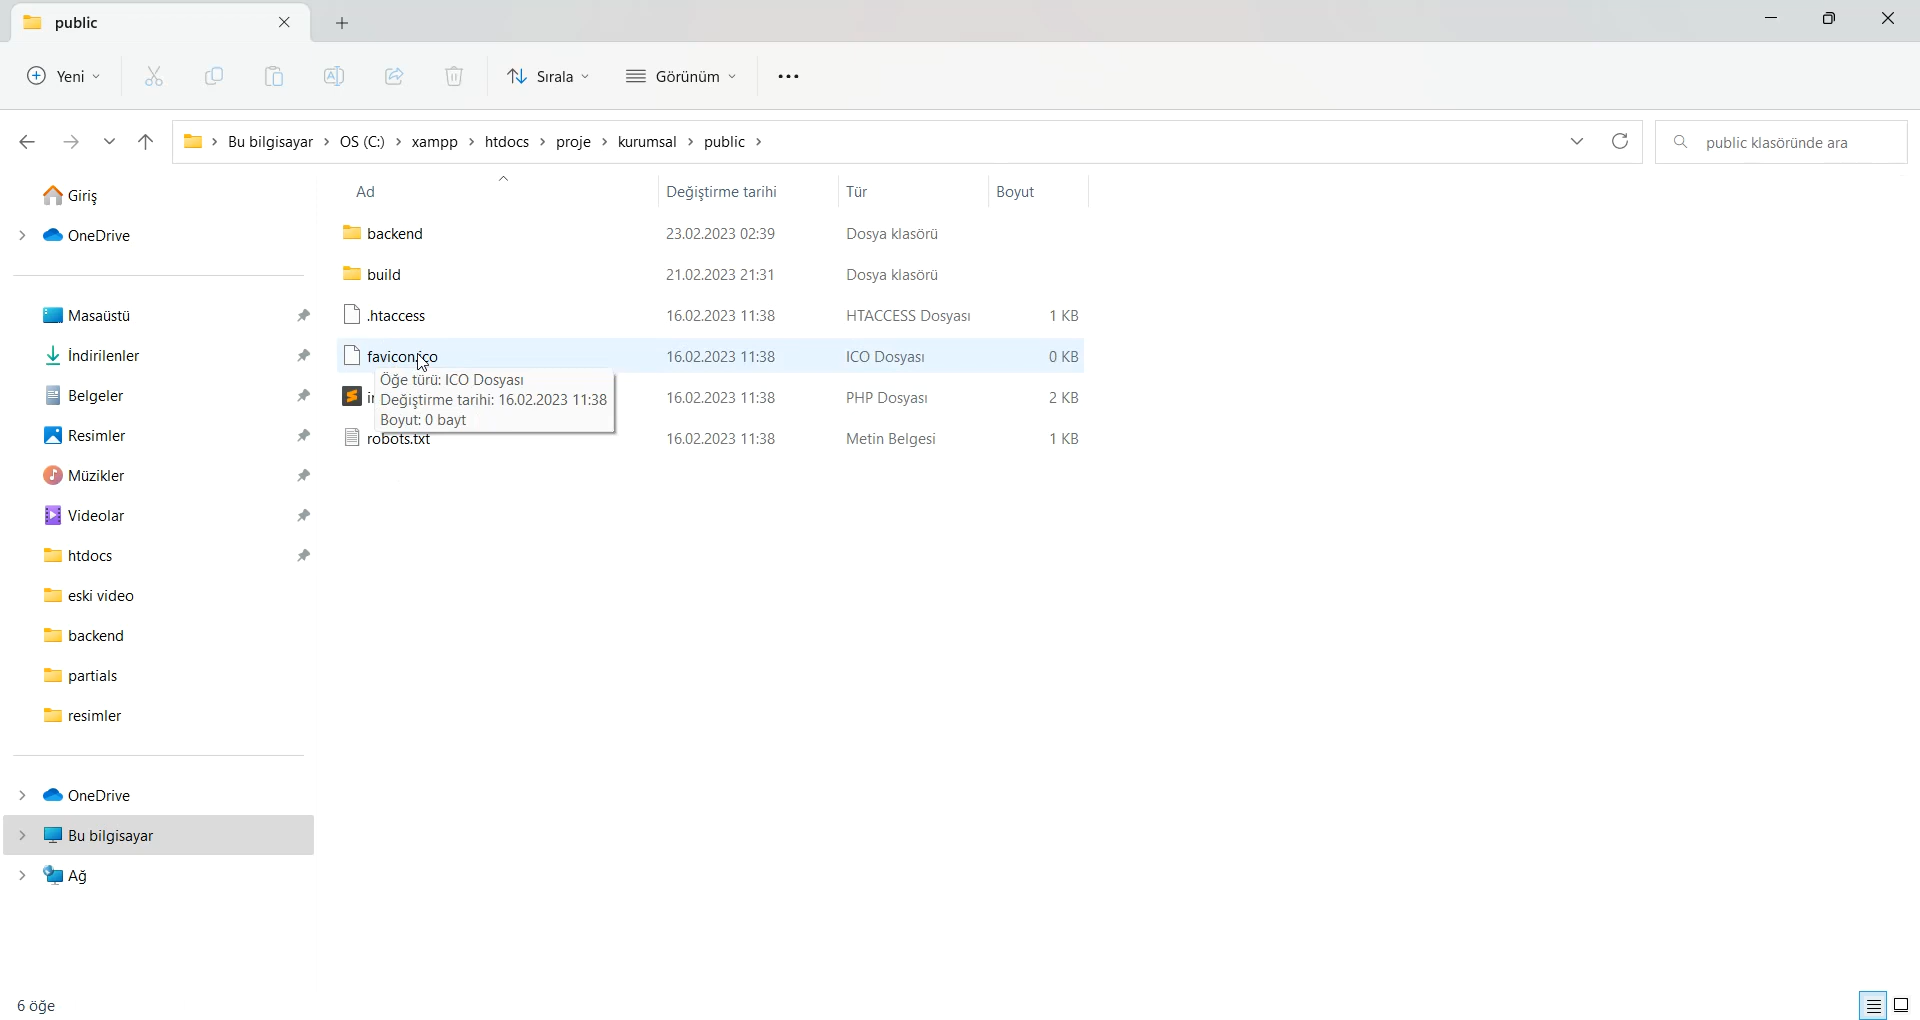 public
Yeni
Sırala
Görünüm
Bu bilgisayar > OS (C:) > xampp > htdocs > proje > kurumsal > public >
public klasöründe ara
Ad Değiştirme tarihi Tür Boyut
backend 23.02.2023 02:39 Dosya klasörü
build 21.02.2023 21:31 Dosya klasörü
.htaccess 16.02.2023 11:38 HTACCESS Dosyası 1 KB
favicon.ico 16.02.2023 11:38 ICO Dosyası 0 KB
16.02.2023 11:38 PHP Dosyası 2 KB
robots.txt 16.02.2023 11:38 Metin Belgesi 1 KB
Öğe türü: ICO Dosyası
Değiştirme tarihi: 16.02.2023 11:38
Boyut: 0 bayt
Giriş
OneDrive
Masaüstü
İndirilenler
Belgeler
Resimler
Müzikler
Videolar
htdocs
eski video
backend
partials
resimler
OneDrive
Bu bilgisayar
Ağ
6 öğe